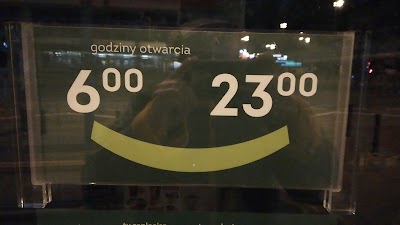 godziny otwarcia
6⁰⁰ 23⁰⁰